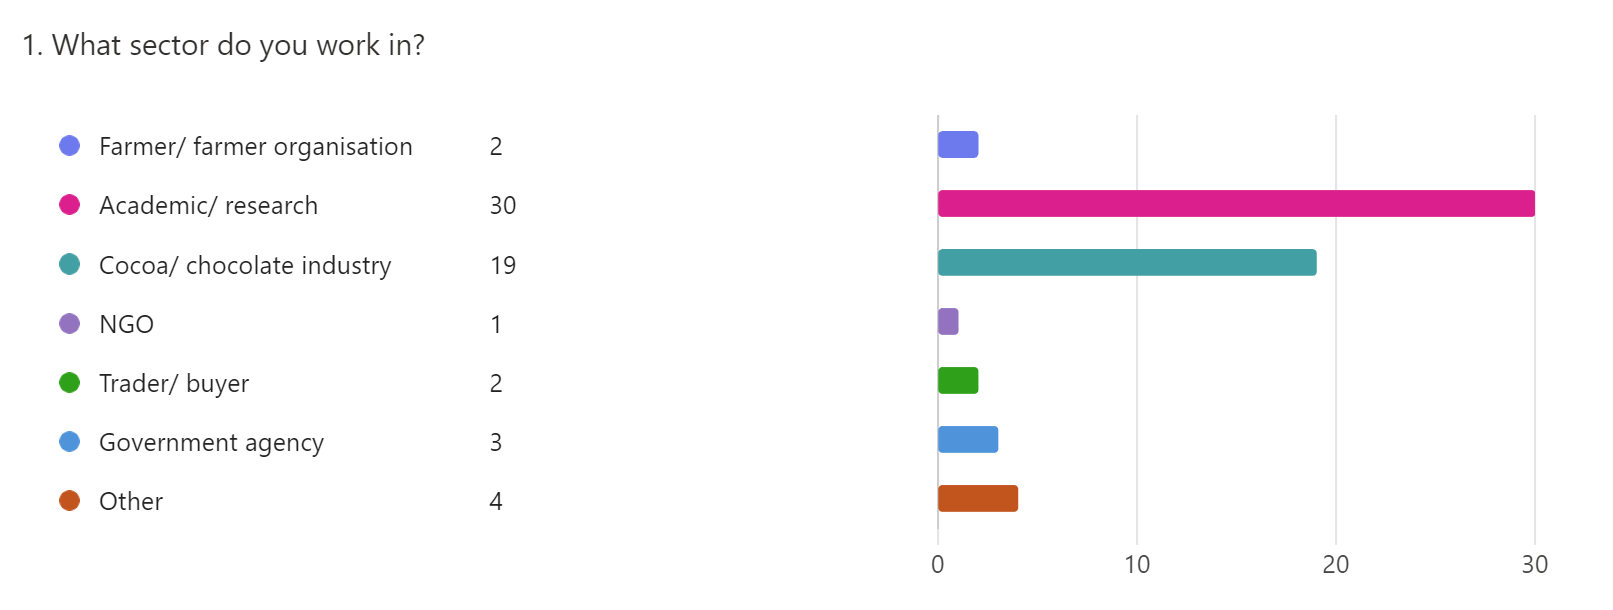 1. What sector do you work in?
Farmer/ farmer organisation 2
Academic/ research 30
Cocoa/ chocolate industry 19
NGO 1
Trader/ buyer 2
Government agency 3
Other 4
0 10 20 30